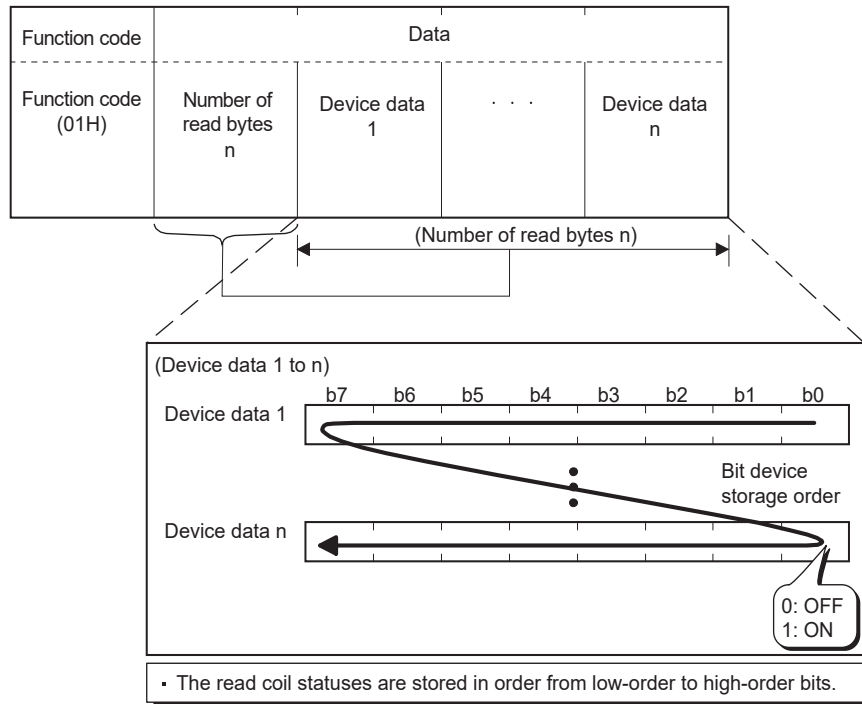 Function code
Data
Function code
(01H)
Number of
read bytes
n
Device data
1
· · ·
Device data
n
(Number of read bytes n)
(Device data 1 to n)
b7 b6 b5 b4 b3 b2 b1 b0
Device data 1
Bit device
storage order
Device data n
0: OFF
1: ON
· The read coil statuses are stored in order from low-order to high-order bits.